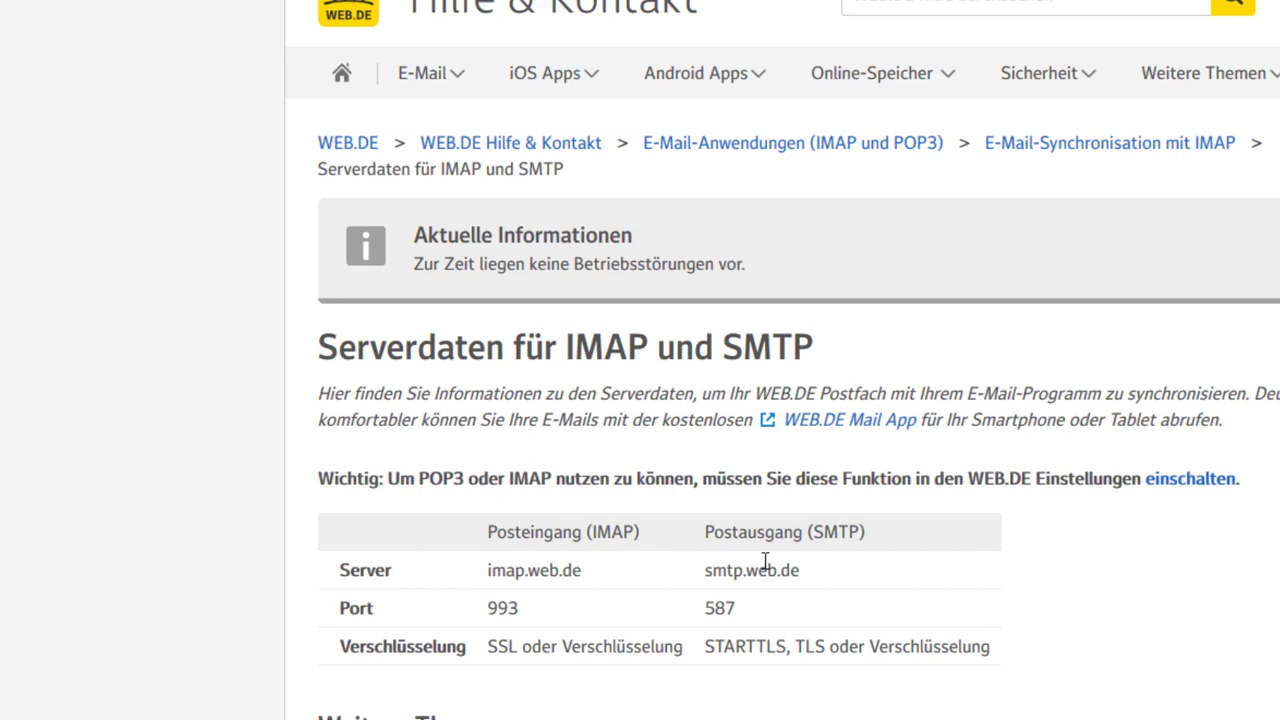 WEB.DE
Hilfe & Kontakt
E-Mail
iOS Apps
Android Apps
Online-Speicher
Sicherheit
Weitere Themen
WEB.DE > WEB.DE Hilfe & Kontakt > E-Mail-Anwendungen (IMAP und POP3) > E-Mail-Synchronisation mit IMAP >
Serverdaten für IMAP und SMTP
Aktuelle Informationen
Zur Zeit liegen keine Betriebsstörungen vor.
Serverdaten für IMAP und SMTP
Hier finden Sie Informationen zu den Serverdaten, um Ihr WEB.DE Postfach mit Ihrem E-Mail-Programm zu synchronisieren.
komfortabler können Sie Ihre E-Mails mit der kostenlosen WEB.DE Mail App für Ihr Smartphone oder Tablet abrufen.
Wichtig: Um POP3 oder IMAP nutzen zu können, müssen Sie diese Funktion in den WEB.DE Einstellungen einschalten.
Posteingang (IMAP) Postausgang (SMTP)
Server imap.web.de smtp.web.de
Port 993 587
Verschlüsselung SSL oder Verschlüsselung STARTTLS, TLS oder Verschlüsselung